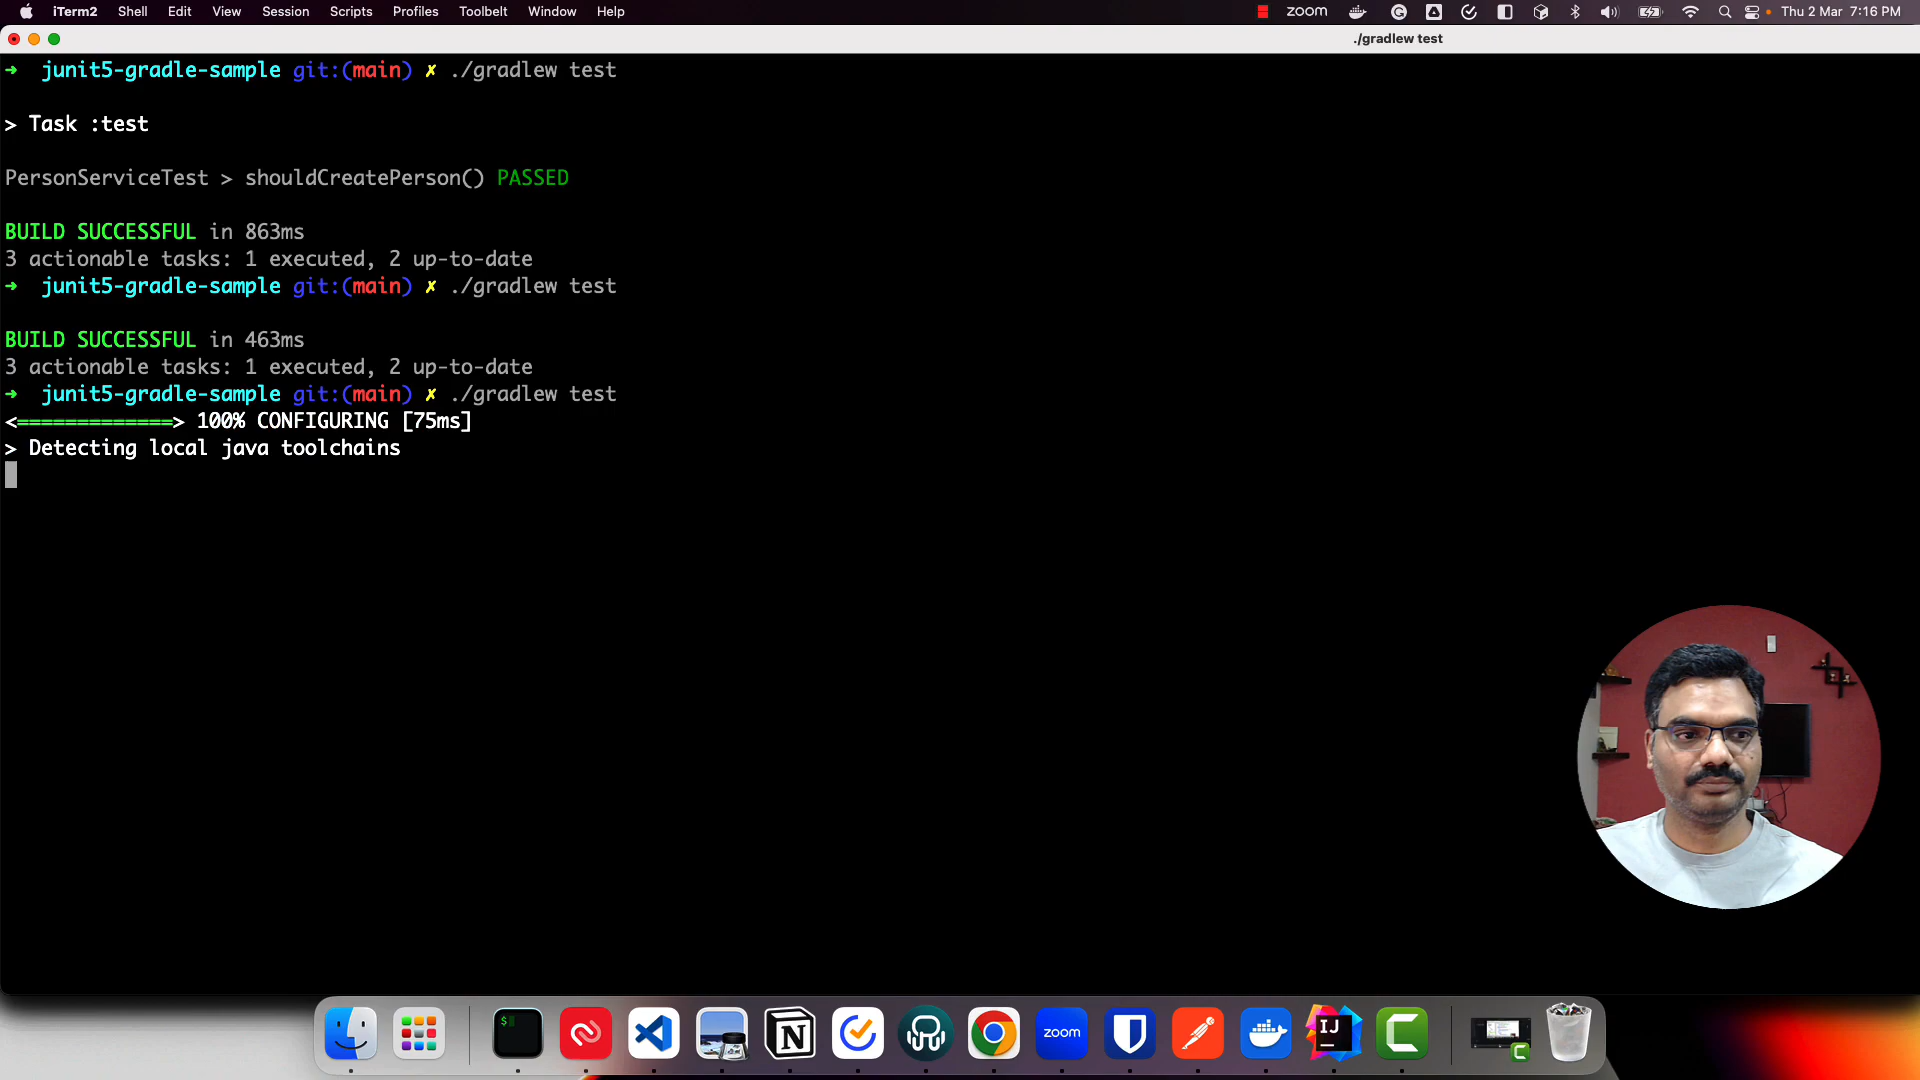 iTerm2 Shell Edit View Session Scripts Profiles Toolbelt Window Help zoom Thu 2 Mar 7:16 PM
./gradlew test
➜ junit5-gradle-sample git:(main) ✗ ./gradlew test
> Task :test
PersonServiceTest > shouldCreatePerson() PASSED
BUILD SUCCESSFUL in 863ms
3 actionable tasks: 1 executed, 2 up-to-date
➜ junit5-gradle-sample git:(main) ✗ ./gradlew test
BUILD SUCCESSFUL in 463ms
3 actionable tasks: 1 executed, 2 up-to-date
➜ junit5-gradle-sample git:(main) ✗ ./gradlew test
<=============> 100% CONFIGURING [75ms]
> Detecting local java toolchains
$ N zoom IJ C